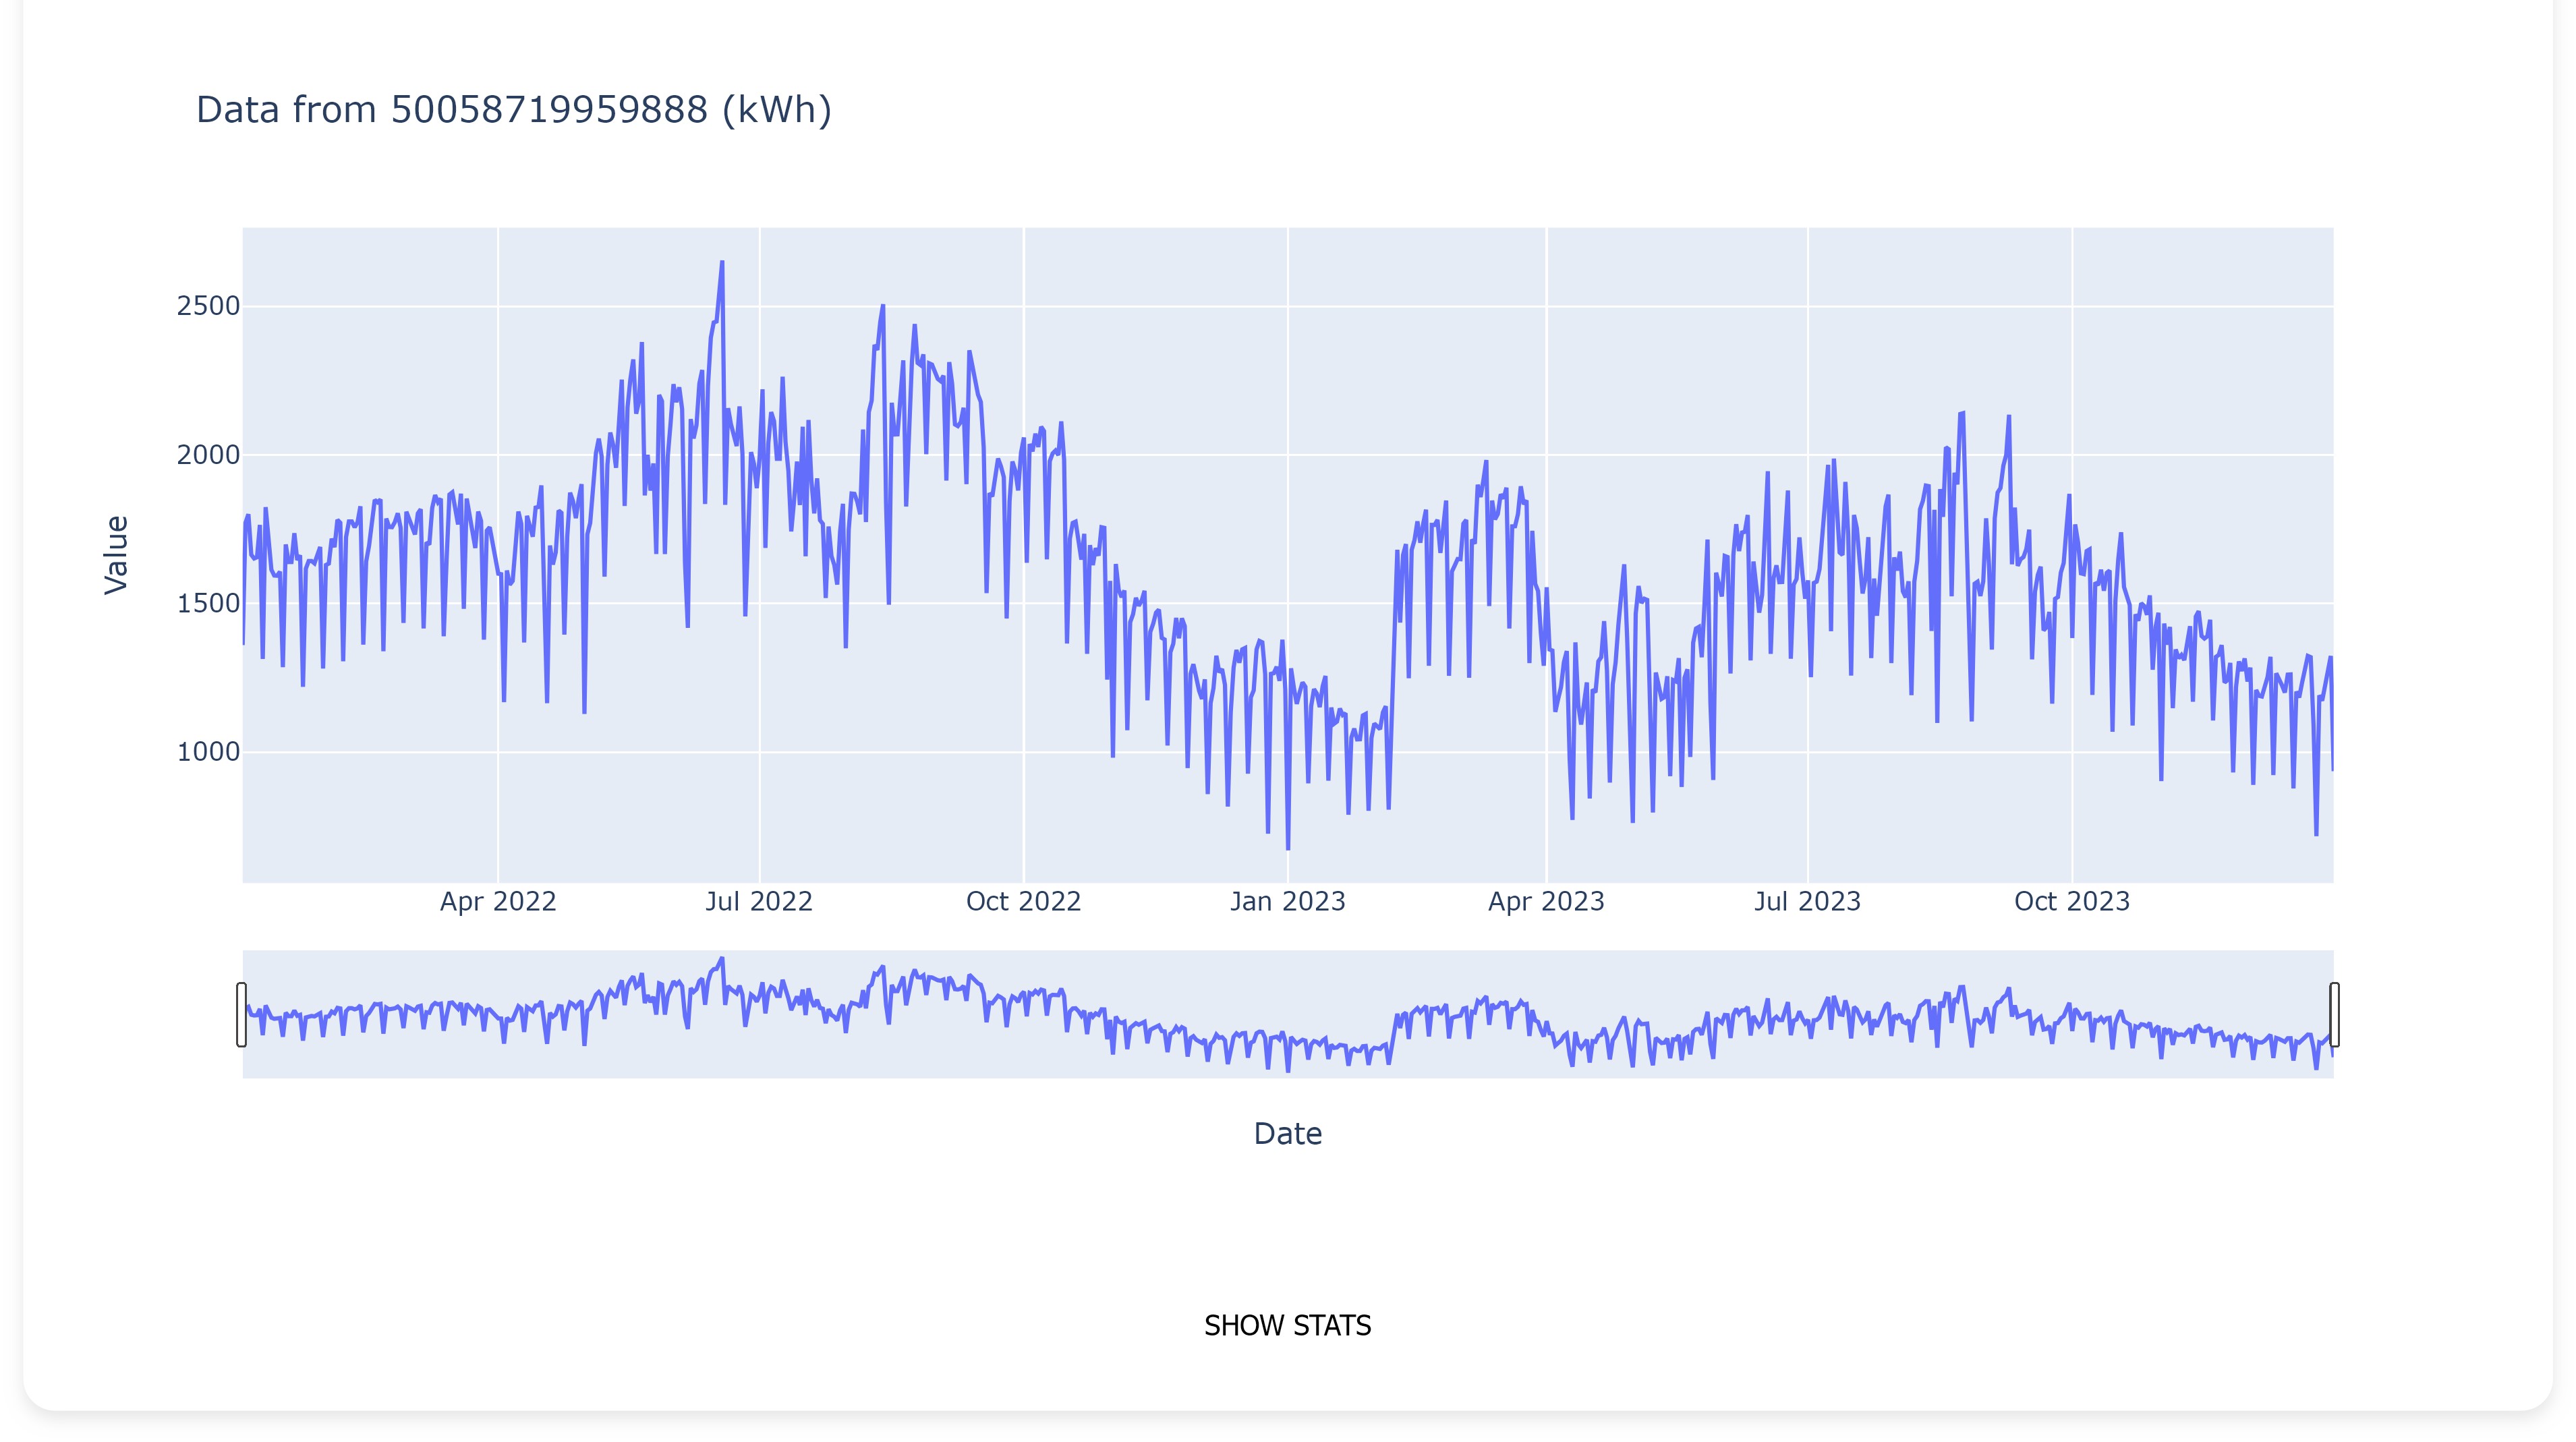 Data from 50058719959888 (kWh)
2500
2000
1500
1000
Value
Apr 2022
Jul 2022
Oct 2022
Jan 2023
Apr 2023
Jul 2023
Oct 2023
Date
SHOW STATS